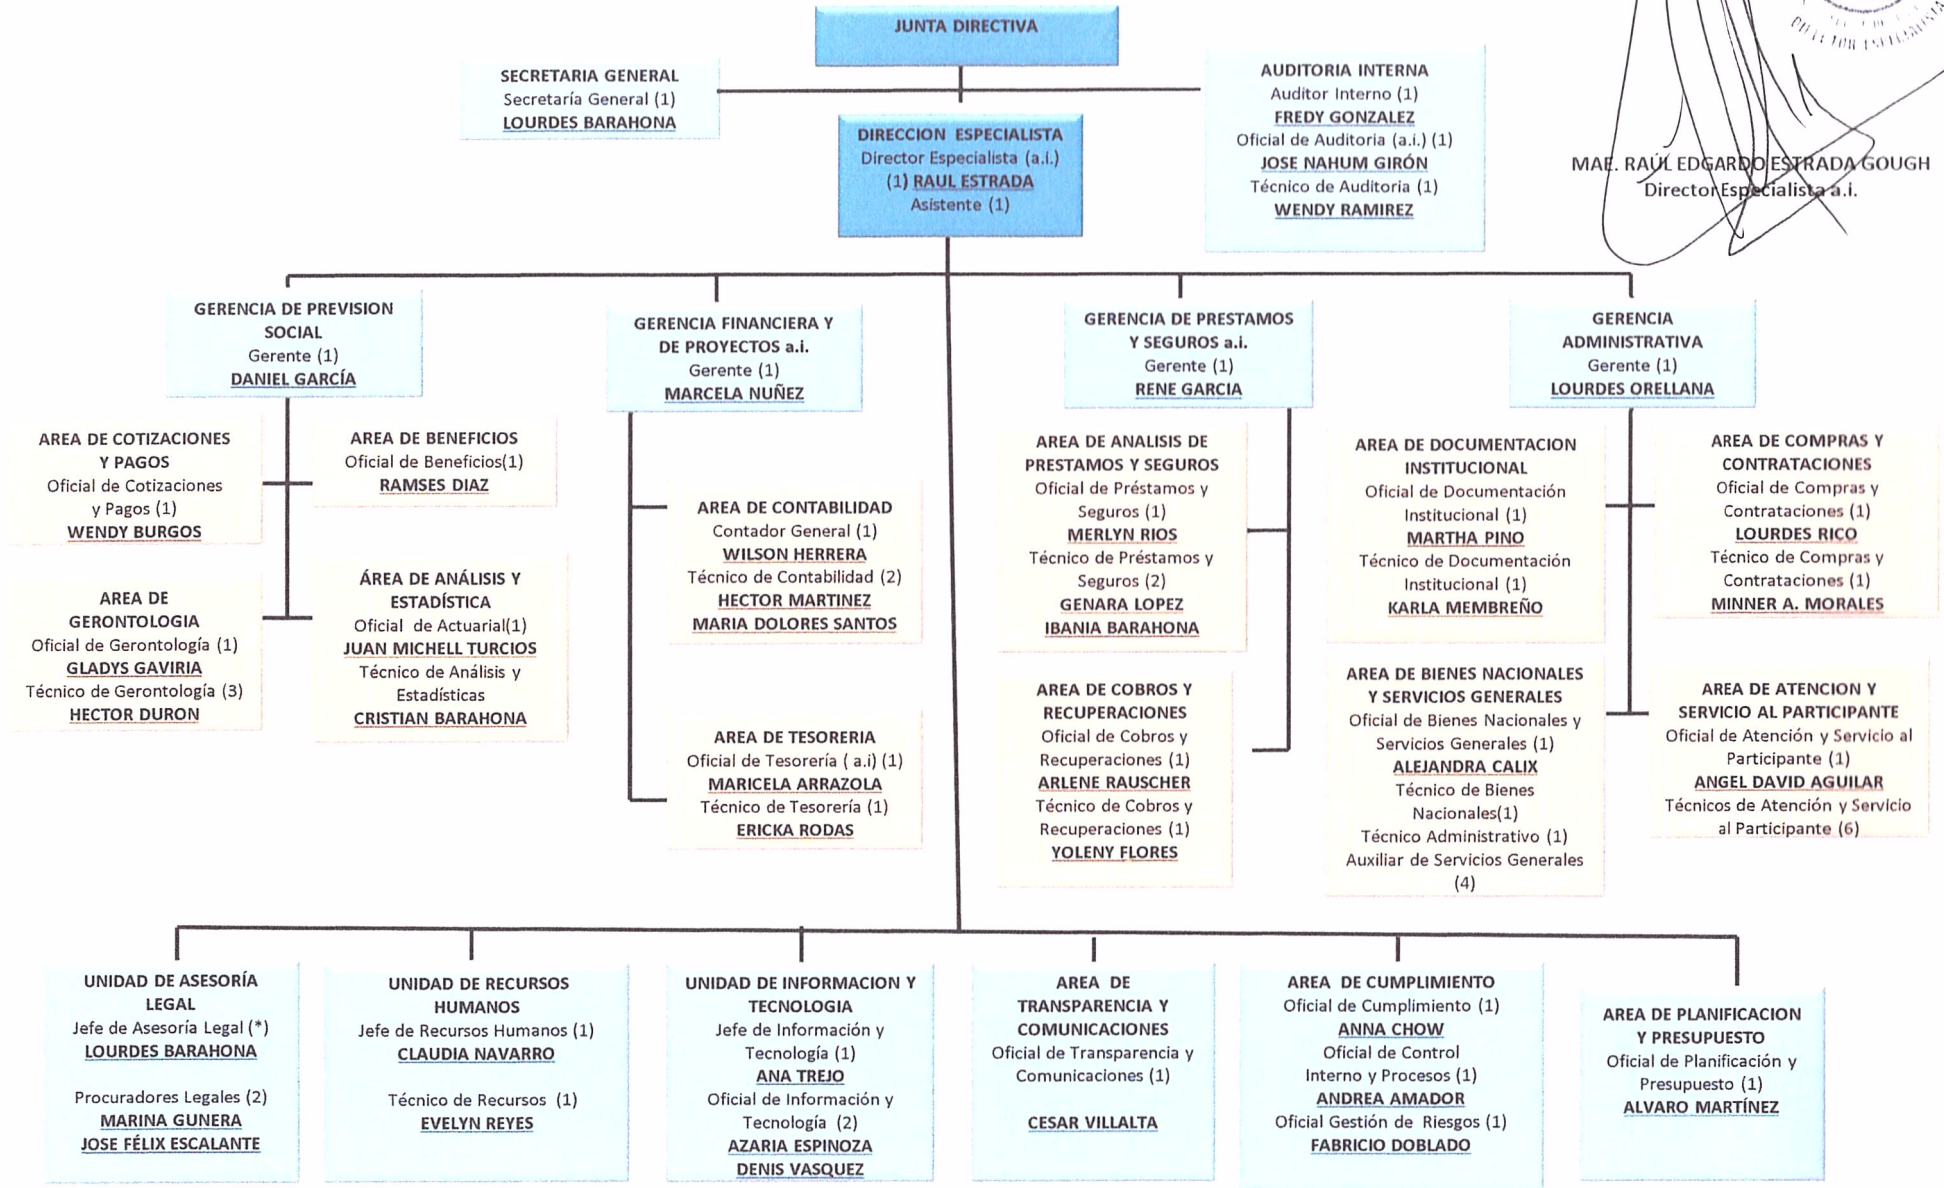 JUNTA DIRECTIVA
SECRETARIA GENERAL
Secretaría General (1)
LOURDES BARAHONA
AUDITORIA INTERNA
Auditor Interno (1)
FREDY GONZALEZ
Oficial de Auditoria (a.i.) (1)
JOSE NAHUM GIRÓN
Técnico de Auditoria (1)
WENDY RAMIREZ
DIRECCION ESPECIALISTA
Director Especialista (a.i.)
(1) RAUL ESTRADA
Asistente (1)
MAE. RAÚL EDGARDO ESTRADA GOUGH
Director Especialista a.i.
GERENCIA DE PREVISION
SOCIAL
Gerente (1)
DANIEL GARCÍA
GERENCIA FINANCIERA Y
DE PROYECTOS a.i.
Gerente (1)
MARCELA NUÑEZ
GERENCIA DE PRESTAMOS
Y SEGUROS a.i.
Gerente (1)
RENE GARCIA
GERENCIA
ADMINISTRATIVA
Gerente (1)
LOURDES ORELLANA
AREA DE COTIZACIONES
Y PAGOS
Oficial de Cotizaciones
y Pagos (1)
WENDY BURGOS
AREA DE BENEFICIOS
Oficial de Beneficios(1)
RAMSES DIAZ
AREA DE
GERONTOLOGIA
Oficial de Gerontología (1)
GLADYS GAVIRIA
Técnico de Gerontología (3)
HECTOR DURON
ÁREA DE ANÁLISIS Y
ESTADÍSTICA
Oficial de Actuarial(1)
JUAN MICHELL TURCIOS
Técnico de Análisis y
Estadísticas
CRISTIAN BARAHONA
AREA DE CONTABILIDAD
Contador General (1)
WILSON HERRERA
Técnico de Contabilidad (2)
HECTOR MARTINEZ
MARIA DOLORES SANTOS
AREA DE TESORERIA
Oficial de Tesorería ( a.i) (1)
MARICELA ARRAZOLA
Técnico de Tesorería (1)
ERICKA RODAS
AREA DE ANALISIS DE
PRESTAMOS Y SEGUROS
Oficial de Préstamos y
Seguros (1)
MERLYN RIOS
Técnico de Préstamos y
Seguros (2)
GENARA LOPEZ
IBANIA BARAHONA
AREA DE COBROS Y
RECUPERACIONES
Oficial de Cobros y
Recuperaciones (1)
ARLENE RAUSCHER
Técnico de Cobros y
Recuperaciones (1)
YOLENY FLORES
AREA DE DOCUMENTACION
INSTITUCIONAL
Oficial de Documentación
Institucional (1)
MARTHA PINO
Técnico de Documentación
Institucional (1)
KARLA MEMBREÑO
AREA DE COMPRAS Y
CONTRATACIONES
Oficial de Compras y
Contrataciones (1)
LOURDES RICO
Técnico de Compras y
Contrataciones (1)
MINNER A. MORALES
AREA DE BIENES NACIONALES
Y SERVICIOS GENERALES
Oficial de Bienes Nacionales y
Servicios Generales (1)
ALEJANDRA CALIX
Técnico de Bienes
Nacionales(1)
Técnico Administrativo (1)
Auxiliar de Servicios Generales
(4)
AREA DE ATENCION Y
SERVICIO AL PARTICIPANTE
Oficial de Atención y Servicio al
Participante (1)
ANGEL DAVID AGUILAR
Técnicos de Atención y Servicio
al Participante (6)
UNIDAD DE ASESORÍA
LEGAL
Jefe de Asesoría Legal (*)
LOURDES BARAHONA
Procuradores Legales (2)
MARINA GUNERA
JOSE FÉLIX ESCALANTE
UNIDAD DE RECURSOS
HUMANOS
Jefe de Recursos Humanos (1)
CLAUDIA NAVARRO
Técnico de Recursos (1)
EVELYN REYES
UNIDAD DE INFORMACION Y
TECNOLOGIA
Jefe de Información y
Tecnología (1)
ANA TREJO
Oficial de Información y
Tecnología (2)
AZARIA ESPINOZA
DENIS VASQUEZ
AREA DE
TRANSPARENCIA Y
COMUNICACIONES
Oficial de Transparencia y
Comunicaciones (1)
CESAR VILLALTA
AREA DE CUMPLIMIENTO
Oficial de Cumplimiento (1)
ANNA CHOW
Oficial de Control
Interno y Procesos (1)
ANDREA AMADOR
Oficial Gestión de Riesgos (1)
FABRICIO DOBLADO
AREA DE PLANIFICACION
Y PRESUPUESTO
Oficial de Planificación y
Presupuesto (1)
ALVARO MARTÍNEZ